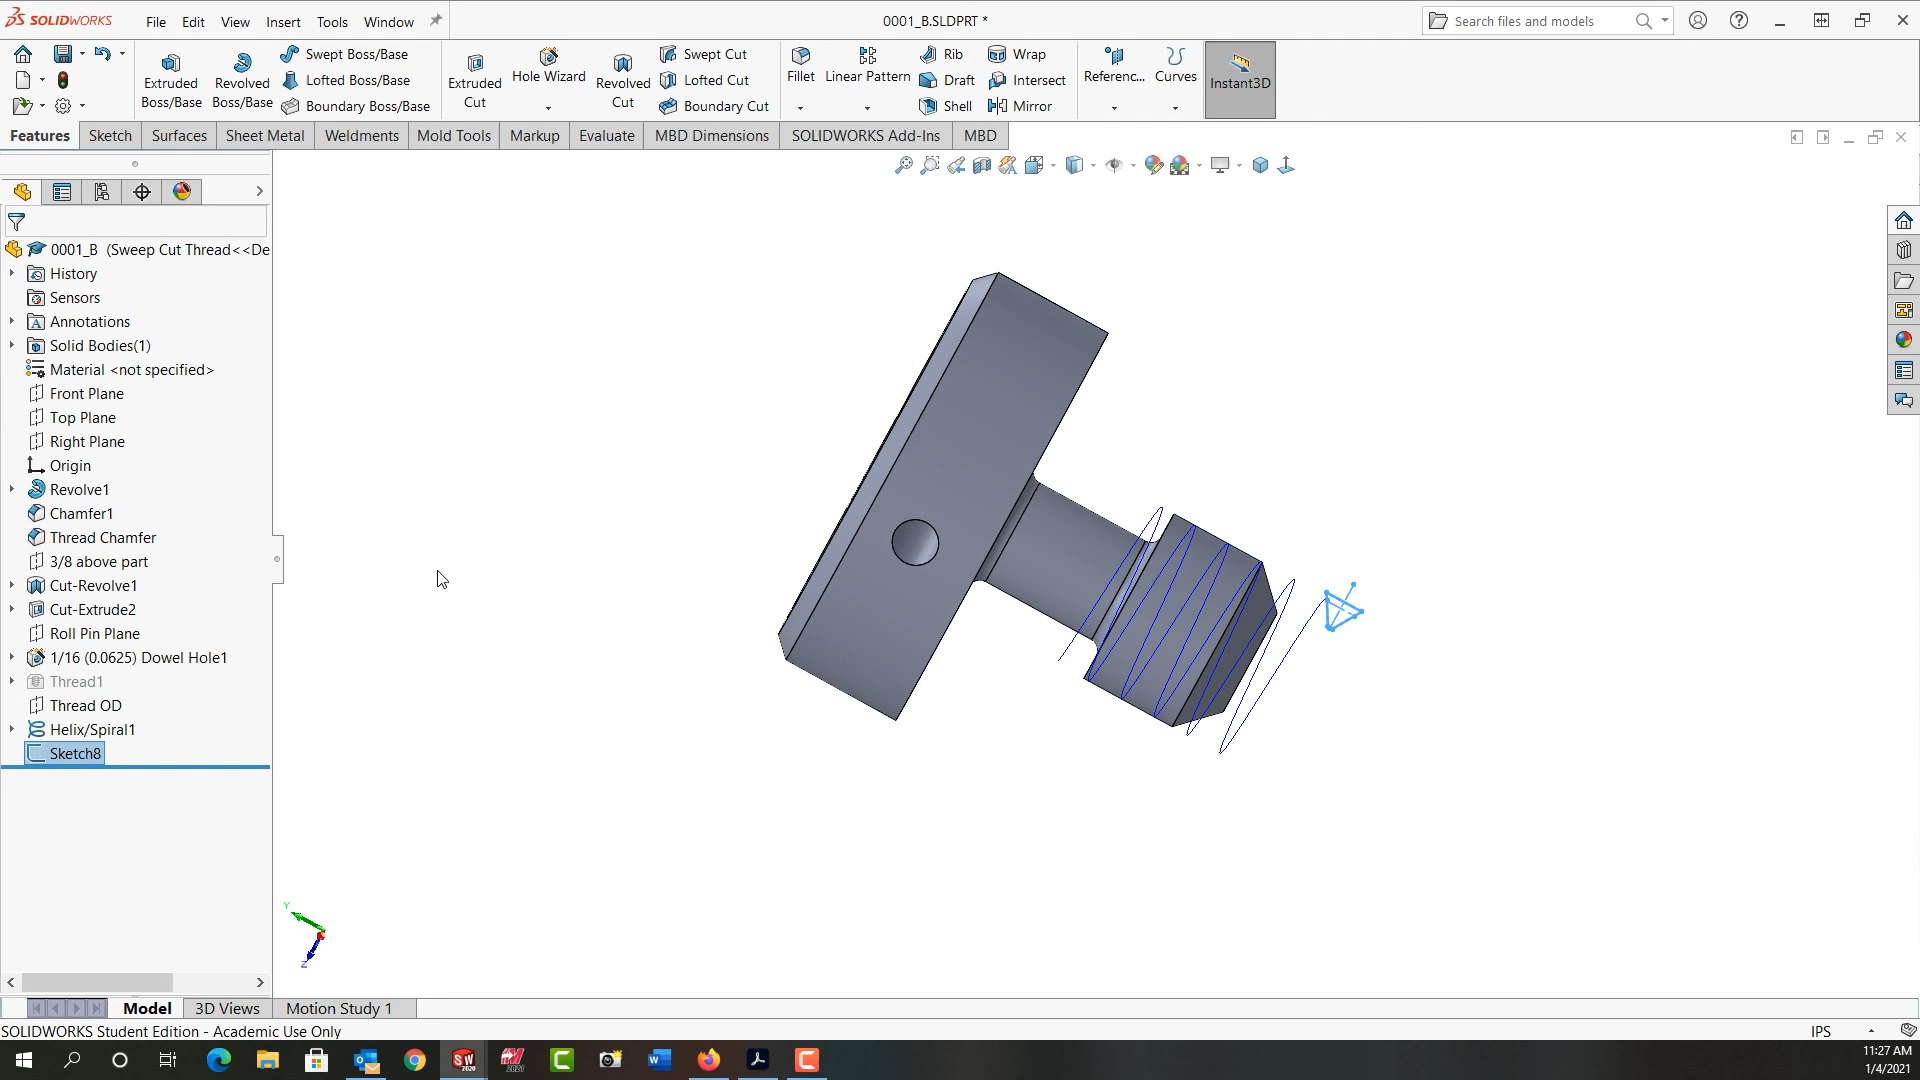 SOLIDWORKS
File Edit View Insert Tools Window
0001_B.SLDPRT *
Search files and models
Extruded Boss/Base
Revolved Boss/Base
Swept Boss/Base
Lofted Boss/Base
Boundary Boss/Base
Extruded Cut
Hole Wizard
Revolved Cut
Swept Cut
Lofted Cut
Boundary Cut
Fillet
Linear Pattern
Rib
Draft
Shell
Wrap
Intersect
Mirror
Referenc...
Curves
Instant3D
Features Sketch Surfaces Sheet Metal Weldments Mold Tools Markup Evaluate MBD Dimensions SOLIDWORKS Add-Ins MBD
0001_B (Sweep Cut Thread<<De
History
Sensors
Annotations
Solid Bodies(1)
Material <not specified>
Front Plane
Top Plane
Right Plane
Origin
Revolve1
Chamfer1
Thread Chamfer
3/8 above part
Cut-Revolve1
Cut-Extrude2
Roll Pin Plane
1/16 (0.0625) Dowel Hole1
Thread1
Thread OD
Helix/Spiral1
Sketch8
Y
Z
Model 3D Views Motion Study 1
SOLIDWORKS Student Edition - Academic Use Only
IPS
SW
2020
2021
11:27 AM
1/4/2021